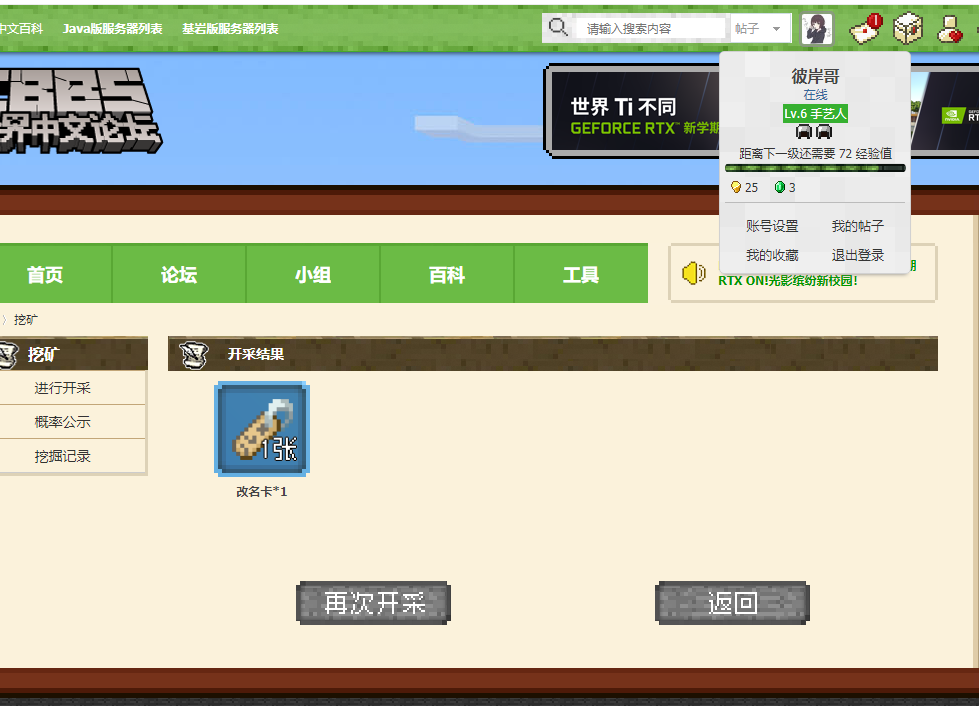 中文百科
Java版服务器列表
基岩版服务器列表
请输入搜索内容
帖子
CBBS
界中文论坛
世界 Ti 不同
GEFORCE RTX™ 新学期
NVIDIA
彼岸哥
在线
Lv.6 手艺人
距离下一级还需要 72 经验值
25
3
账号设置
我的帖子
我的收藏
退出登录
首页
论坛
小组
百科
工具
期
RTX ON!光影缤纷新校园!
〉挖矿
挖矿
进行开采
概率公示
挖掘记录
开采结果
1张
改名卡*1
再次开采
返回